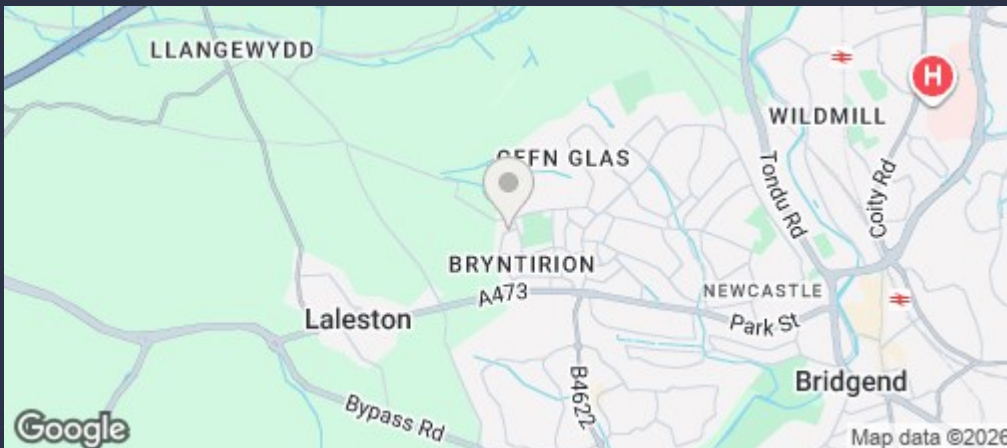 LLANGEWYDD
H
WILDMILL
CEFN GLAS
Tondu Rd
Coity Rd
BRYNTIRION
NEWCASTLE
A473
Laleston
Park St
B4622
Bridgend
Bypass Rd
Google
Map data ©2026